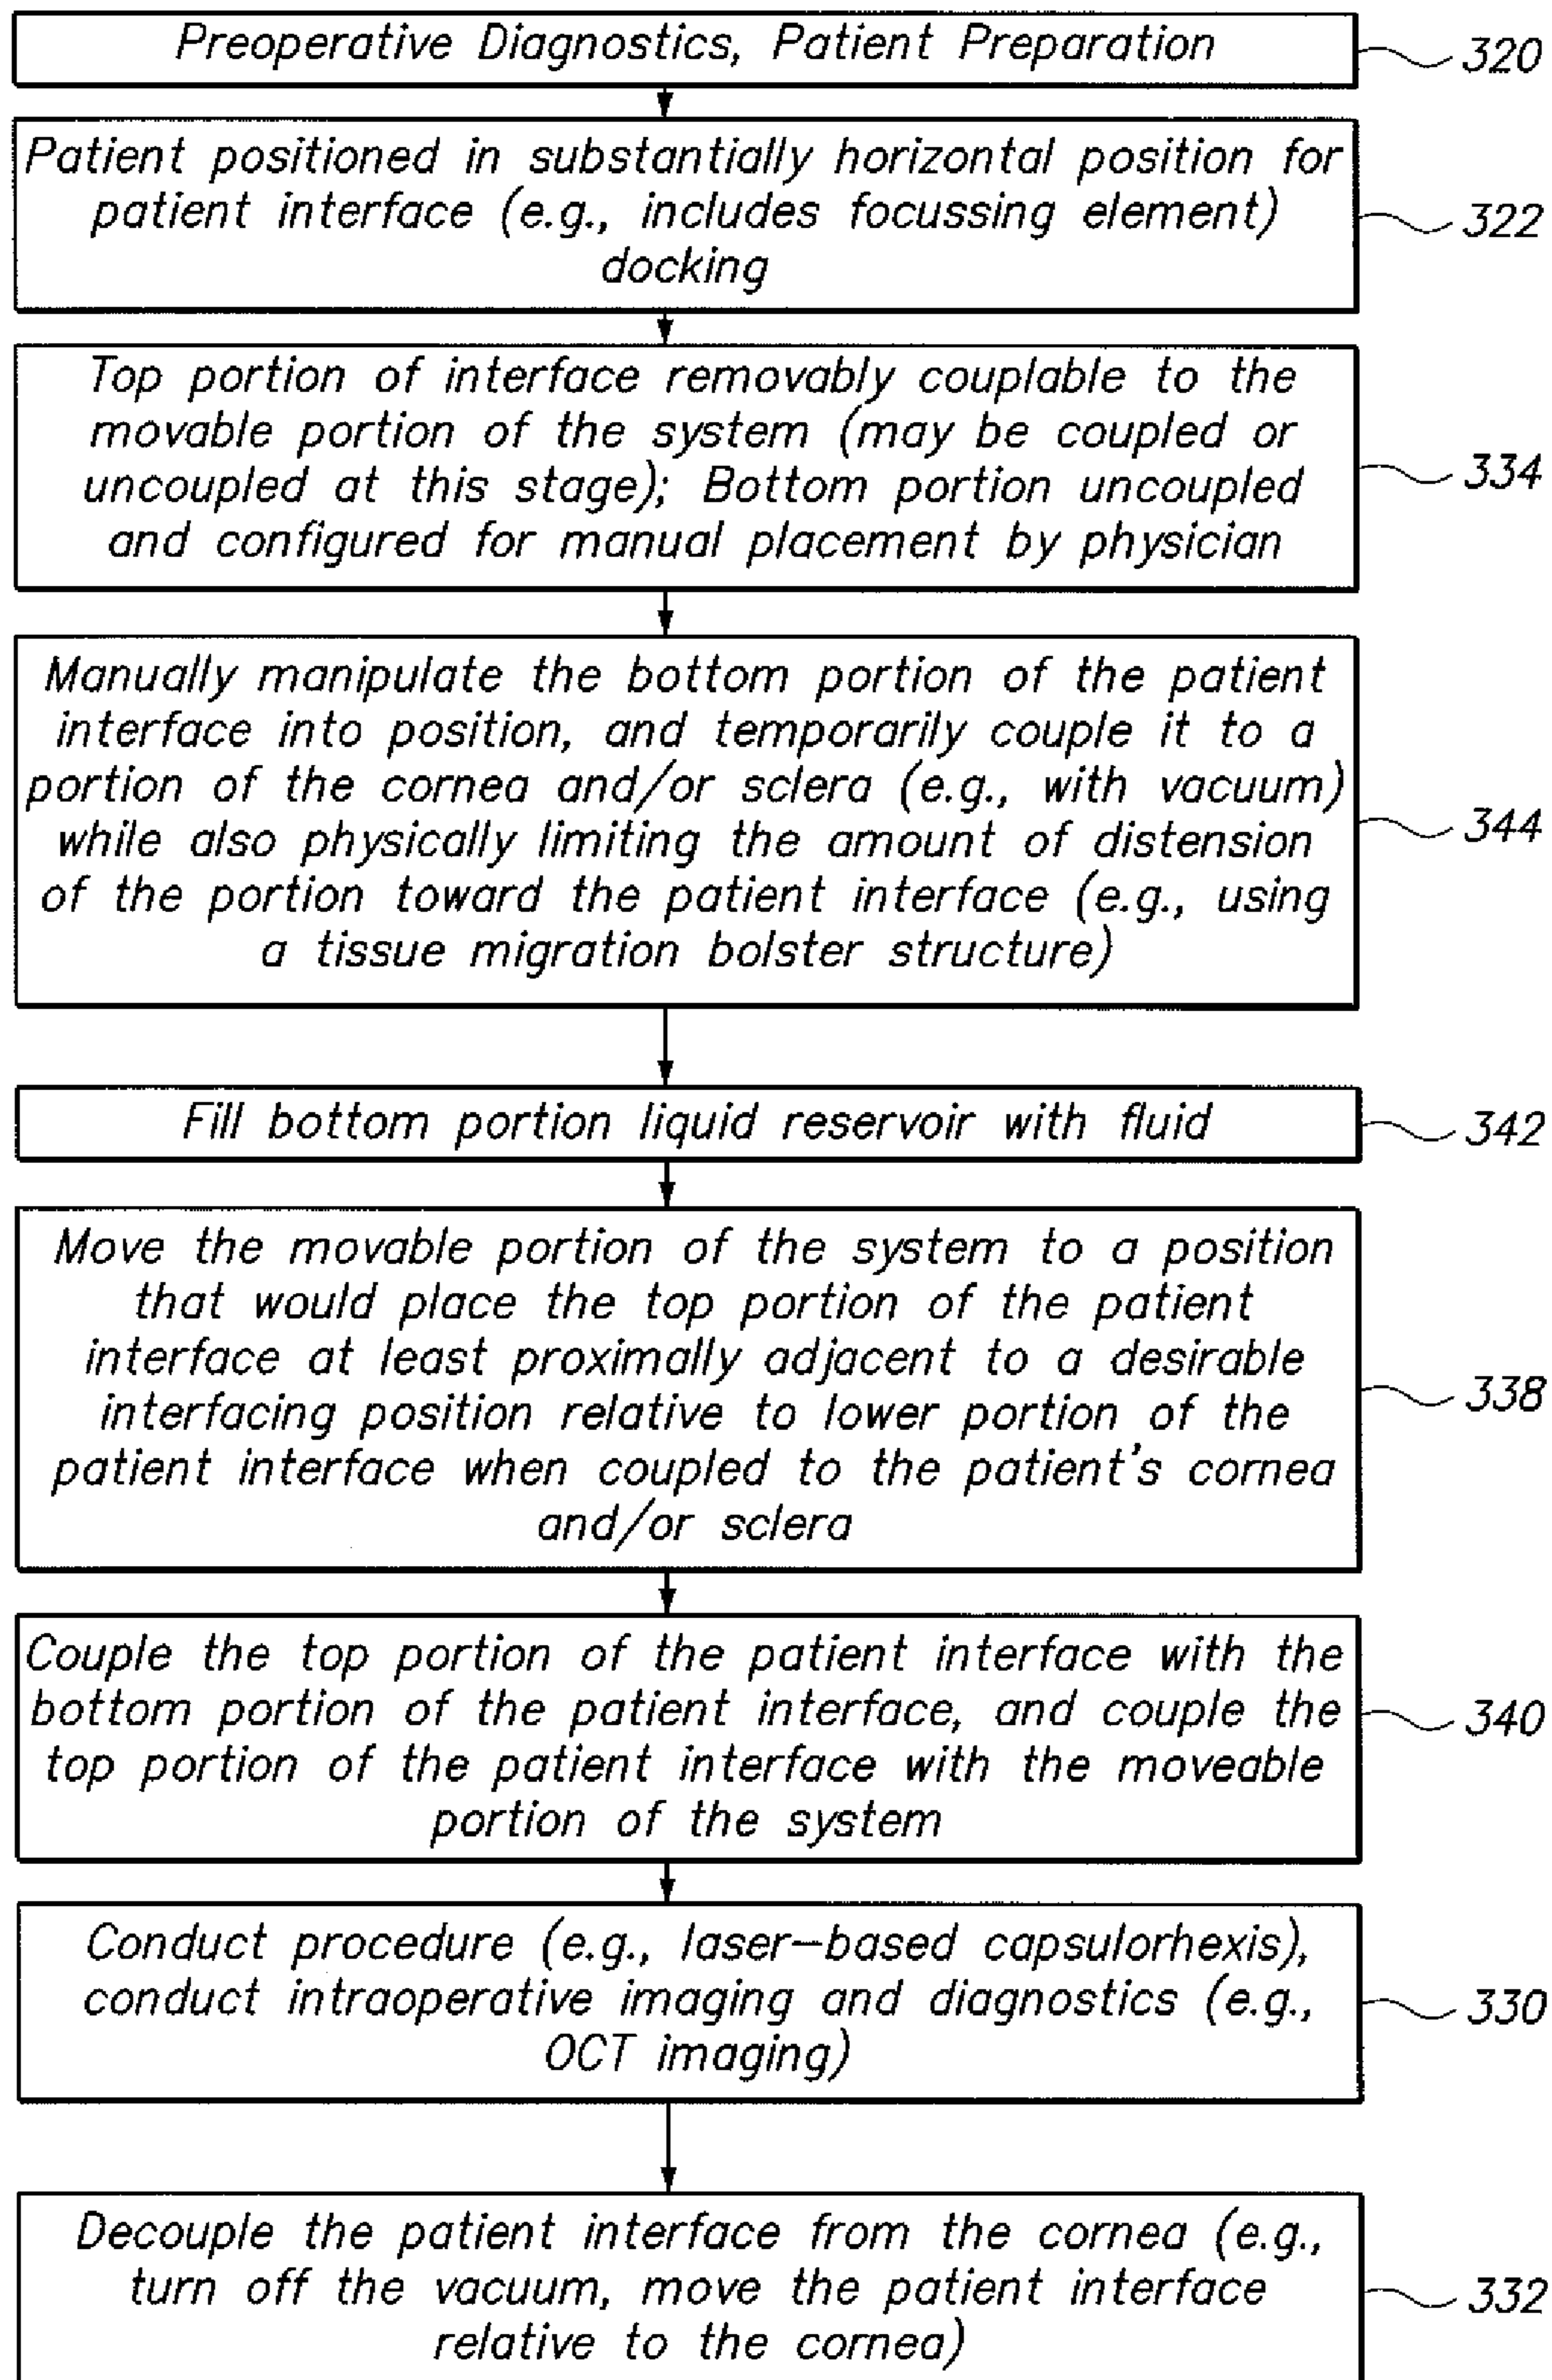 Preoperative Diagnostics, Patient Preparation
320
Patient positioned in substantially horizontal position for
patient interface (e.g., includes focussing element)
docking
322
Top portion of interface removably couplable to the
movable portion of the system (may be coupled or
uncoupled at this stage); Bottom portion uncoupled
and configured for manual placement by physician
334
Manually manipulate the bottom portion of the patient
interface into position, and temporarily couple it to a
portion of the cornea and/or sclera (e.g., with vacuum)
while also physically limiting the amount of distension
of the portion toward the patient interface (e.g., using
a tissue migration bolster structure)
344
Fill bottom portion liquid reservoir with fluid
342
Move the movable portion of the system to a position
that would place the top portion of the patient
interface at least proximally adjacent to a desirable
interfacing position relative to lower portion of the
patient interface when coupled to the patient's cornea
and/or sclera
338
Couple the top portion of the patient interface with the
bottom portion of the patient interface, and couple the
top portion of the patient interface with the moveable
portion of the system
340
Conduct procedure (e.g., laser-based capsulorhexis),
conduct intraoperative imaging and diagnostics (e.g.,
OCT imaging)
330
Decouple the patient interface from the cornea (e.g.,
turn off the vacuum, move the patient interface
relative to the cornea)
332